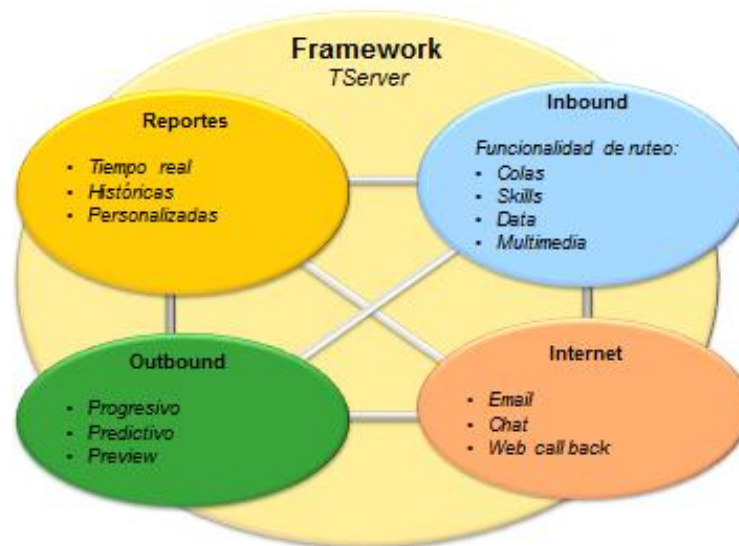 Framework
TServer
Reportes
• Tiempo real
• Históricas
• Personalizadas
Inbound
Funcionalidad de ruteo:
• Colas
• Skills
• Data
• Multimedia
Outbound
• Progresivo
• Predictivo
• Preview
Internet
• Email
• Chat
• Web call back